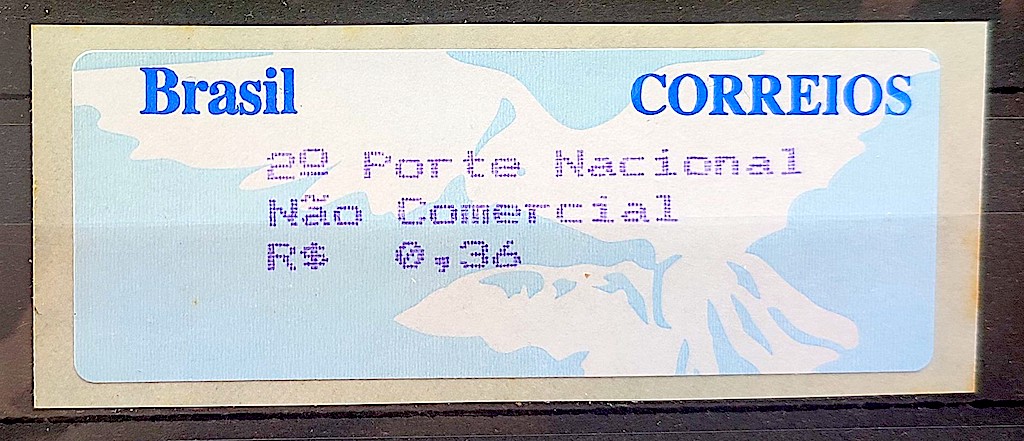 Brasil CORREIOS
2º Porte Nacional
Não Comercial
R$ 0,36